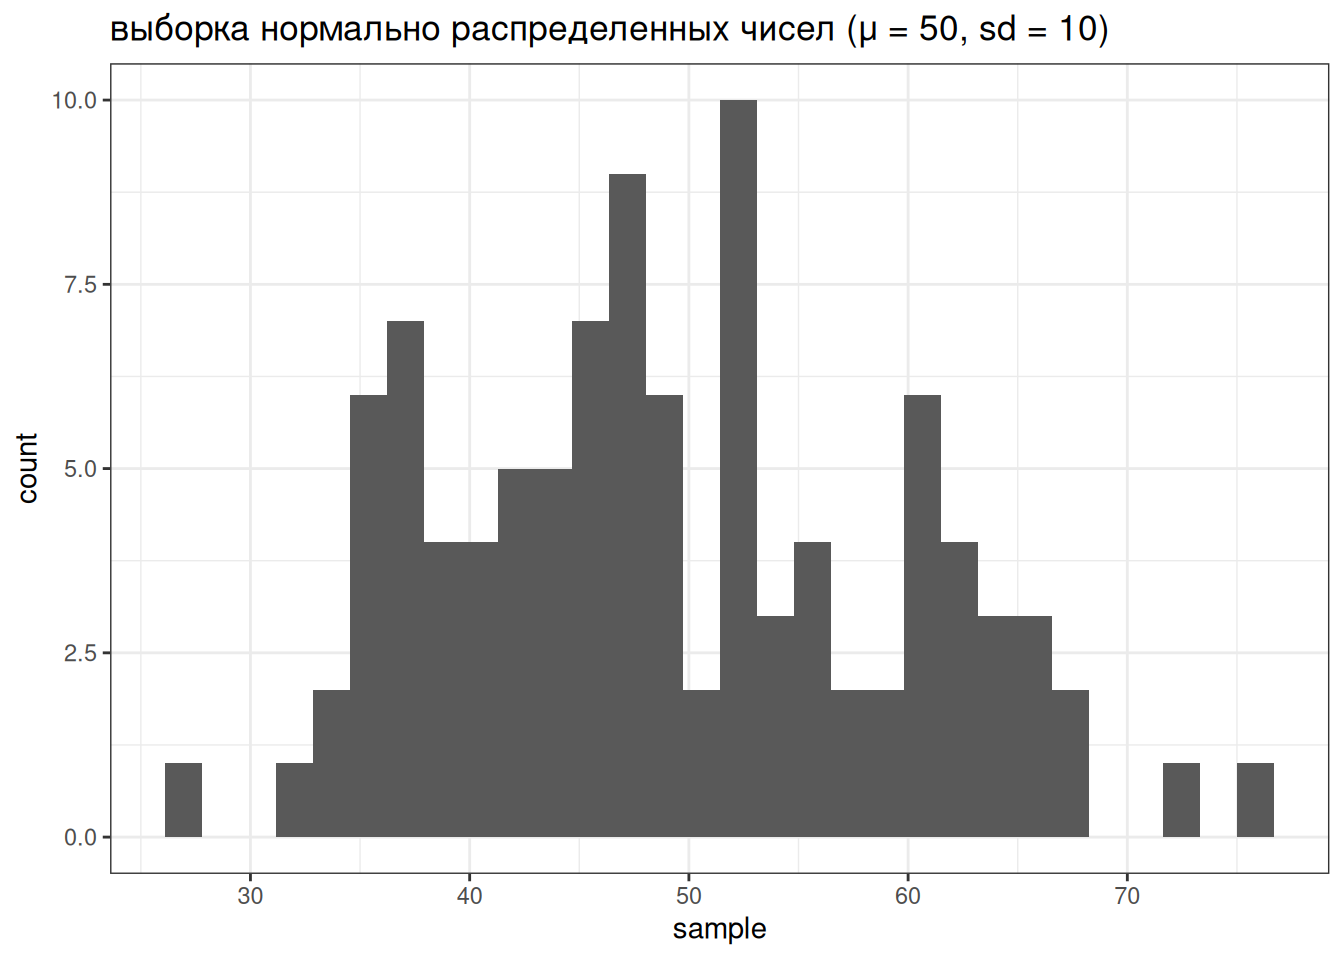 выборка нормально распределенных чисел (μ = 50, sd = 10)
10.0
7.5
5.0
2.5
0.0
count
30 40 50 60 70
sample